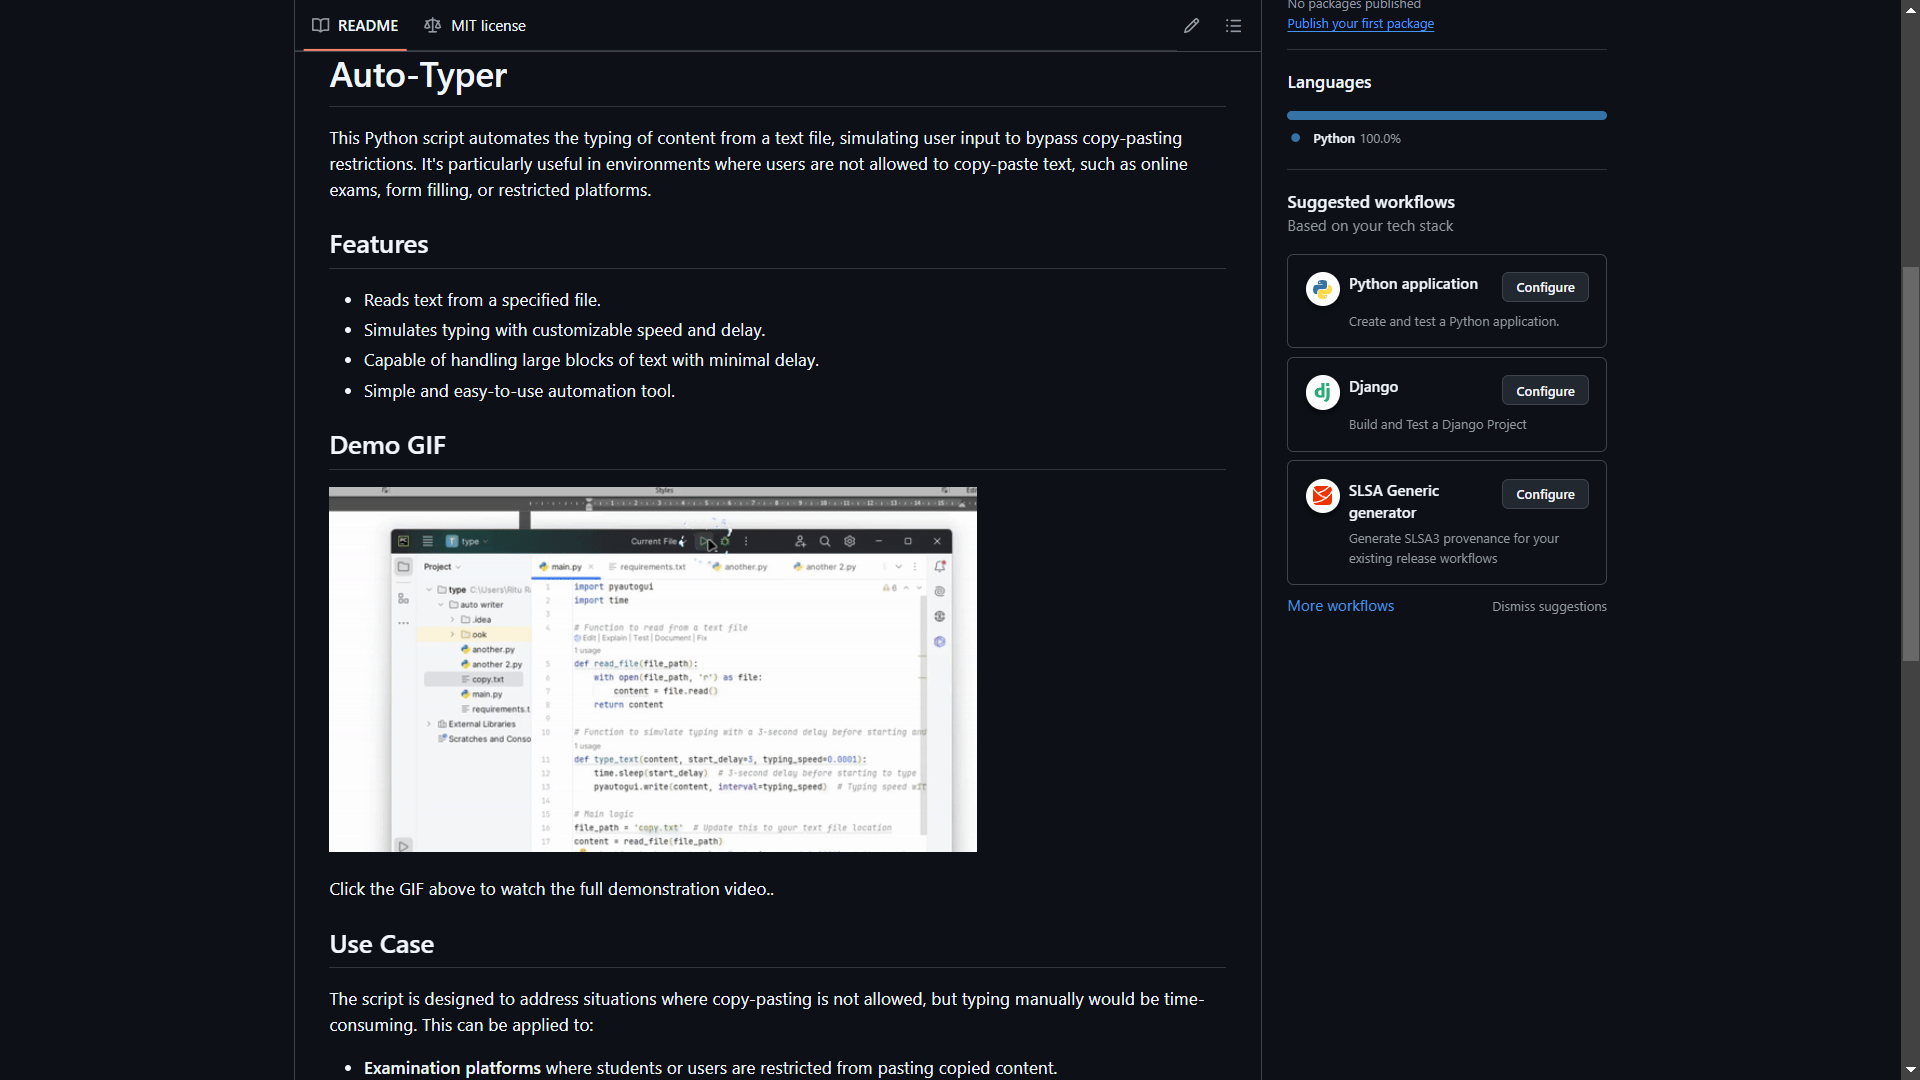 README
MIT license
Auto-Typer
This Python script automates the typing of content from a text file, simulating user input to bypass copy-pasting
restrictions. It's particularly useful in environments where users are not allowed to copy-paste text, such as online
exams, form filling, or restricted platforms.
Features
Reads text from a specified file.
Simulates typing with customizable speed and delay.
Capable of handling large blocks of text with minimal delay.
Simple and easy-to-use automation tool.
Demo GIF
Styles
type
Current File
Project
main.py
requirements.txt
another.py
another 2.py
type C:\Users\Ritu
auto writer
.idea
ook
another.py
another 2.py
copy.txt
main.py
requirements.t
External Libraries
Scratches and Conso
6
1 import pyautogui
2 import time
3
4 # Function to read from a text file
Edit | Explain | Test | Document | Fix
1 usage
5 def read_file(file_path):
6 with open(file_path, 'r') as file:
7 content = file.read()
8 return content
9
10 # Function to simulate typing with a 3-second delay before starting and
1 usage
11 def type_text(content, start_delay=3, typing_speed=0.0001):
12 time.sleep(start_delay) # 3-second delay before starting to type
13 pyautogui.write(content, interval=typing_speed) # Typing speed wit
14
15 # Main logic
16 file_path = 'copy.txt' # Update this to your text file location
17 content = read_file(file_path)
Click the GIF above to watch the full demonstration video..
Use Case
The script is designed to address situations where copy-pasting is not allowed, but typing manually would be time-
consuming. This can be applied to:
Examination platforms where students or users are restricted from pasting copied content.
No packages published
Publish your first package
Languages
Python 100.0%
Suggested workflows
Based on your tech stack
Python application
Configure
Create and test a Python application.
dj
Django
Configure
Build and Test a Django Project
SLSA Generic
generator
Configure
Generate SLSA3 provenance for your
existing release workflows
More workflows
Dismiss suggestions